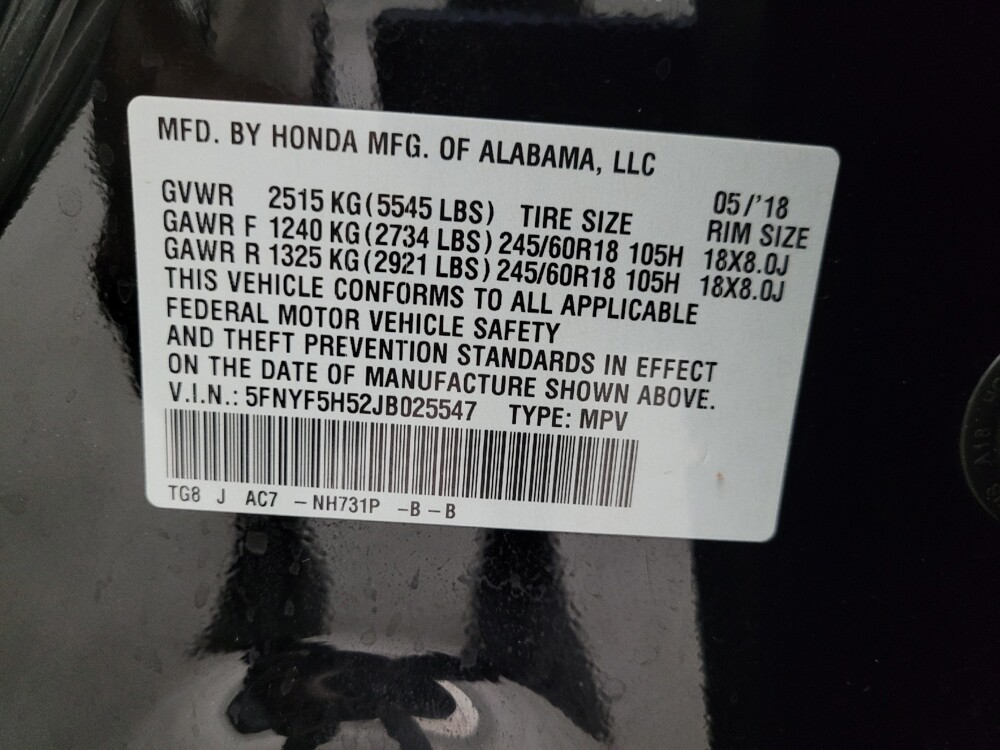 MFD. BY HONDA MFG. OF ALABAMA, LLC
05/'18
GVWR 2515 KG(5545 LBS) TIRE SIZE RIM SIZE
GAWR F 1240 KG(2734 LBS) 245/60R18 105H 18X8.0J
GAWR R 1325 KG(2921 LBS) 245/60R18 105H 18X8.0J
THIS VEHICLE CONFORMS TO ALL APPLICABLE
FEDERAL MOTOR VEHICLE SAFETY
AND THEFT PREVENTION STANDARDS IN EFFECT
ON THE DATE OF MANUFACTURE SHOWN ABOVE.
V.I.N.: 5FNYF5H52JB025547 TYPE: MPV
TG8 J AC7 -NH731P -B-B